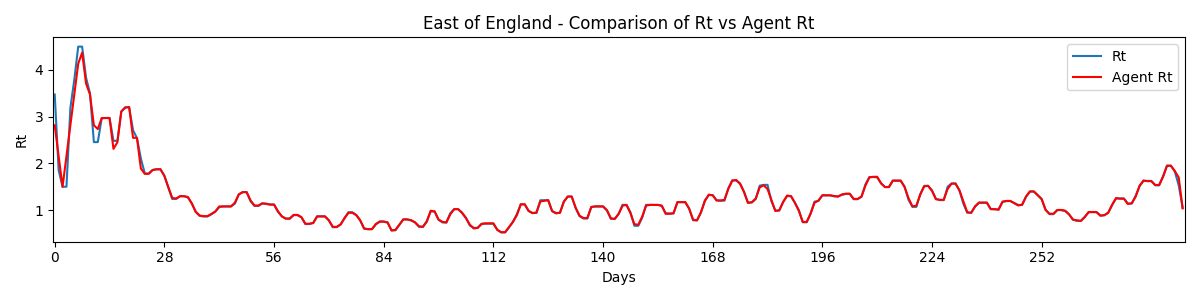 East of England - Comparison of Rt vs Agent Rt
Rt
Agent Rt
4
3
2
1
Rt
0 28 56 84 112 140 168 196 224 252
Days